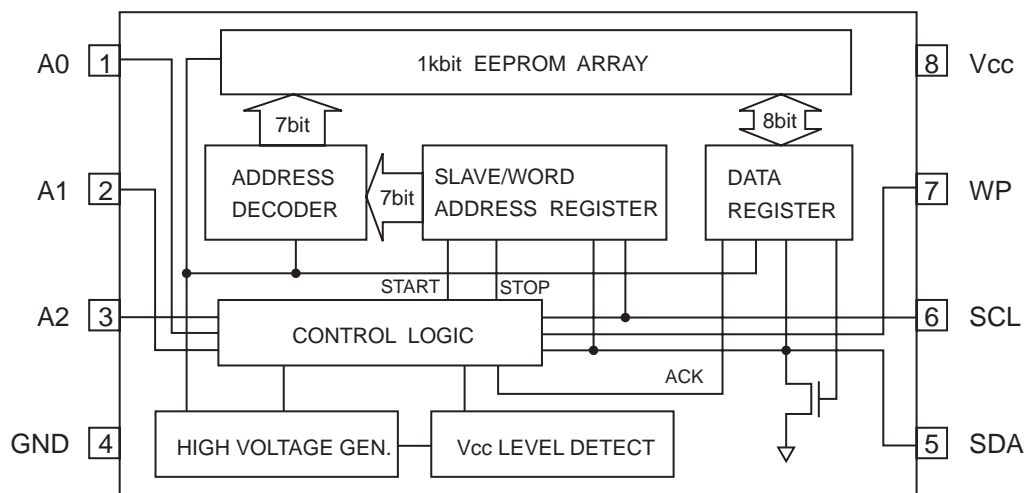 1kbit EEPROM ARRAY
A0 1
8 Vcc
7bit
8bit
ADDRESS
DECODER
7bit
SLAVE/WORD
ADDRESS REGISTER
DATA
REGISTER
A1 2
7 WP
START
STOP
A2 3
CONTROL LOGIC
6 SCL
ACK
GND 4
HIGH VOLTAGE GEN.
Vcc LEVEL DETECT
5 SDA